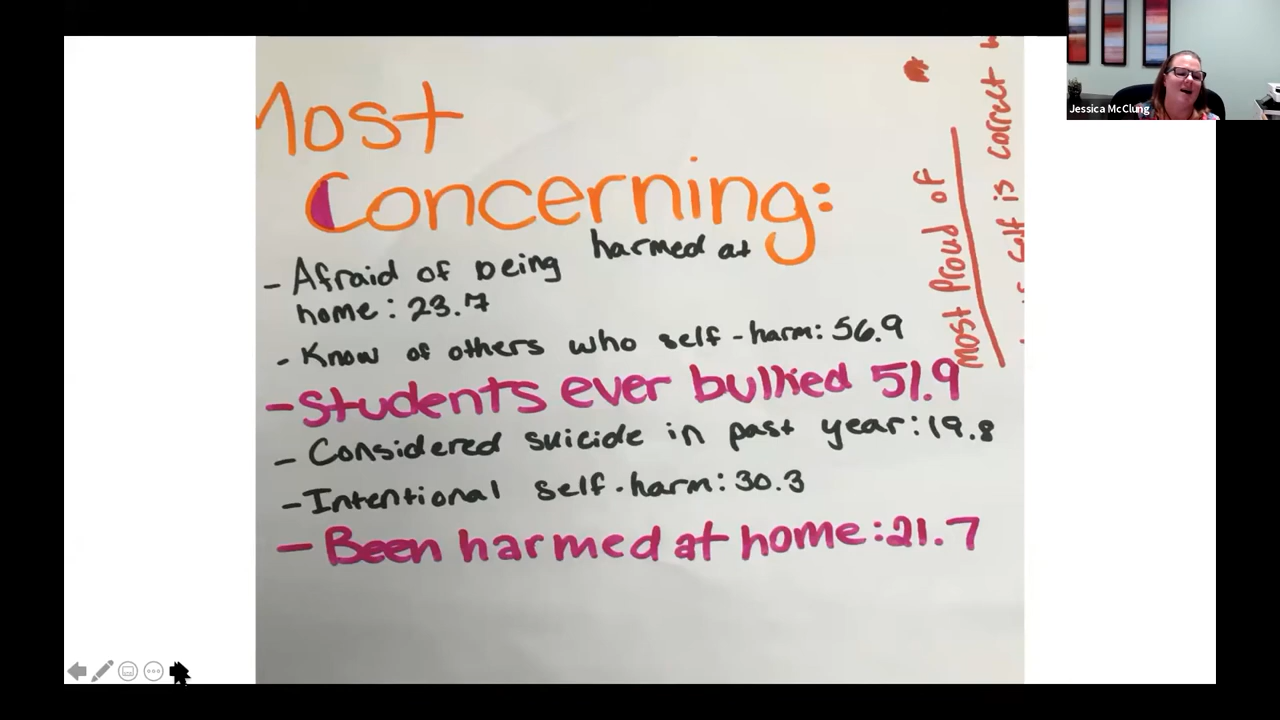 Most
Concerning:
- Afraid of being harmed at
home: 23.7
- Know of others who self-harm: 56.9
- Students ever bullied 51.9
- Considered suicide in past year: 19.8
- Intentional self-harm: 30.3
- Been harmed at home: 21.7
Most Proud of
is correct
Jessica McClung